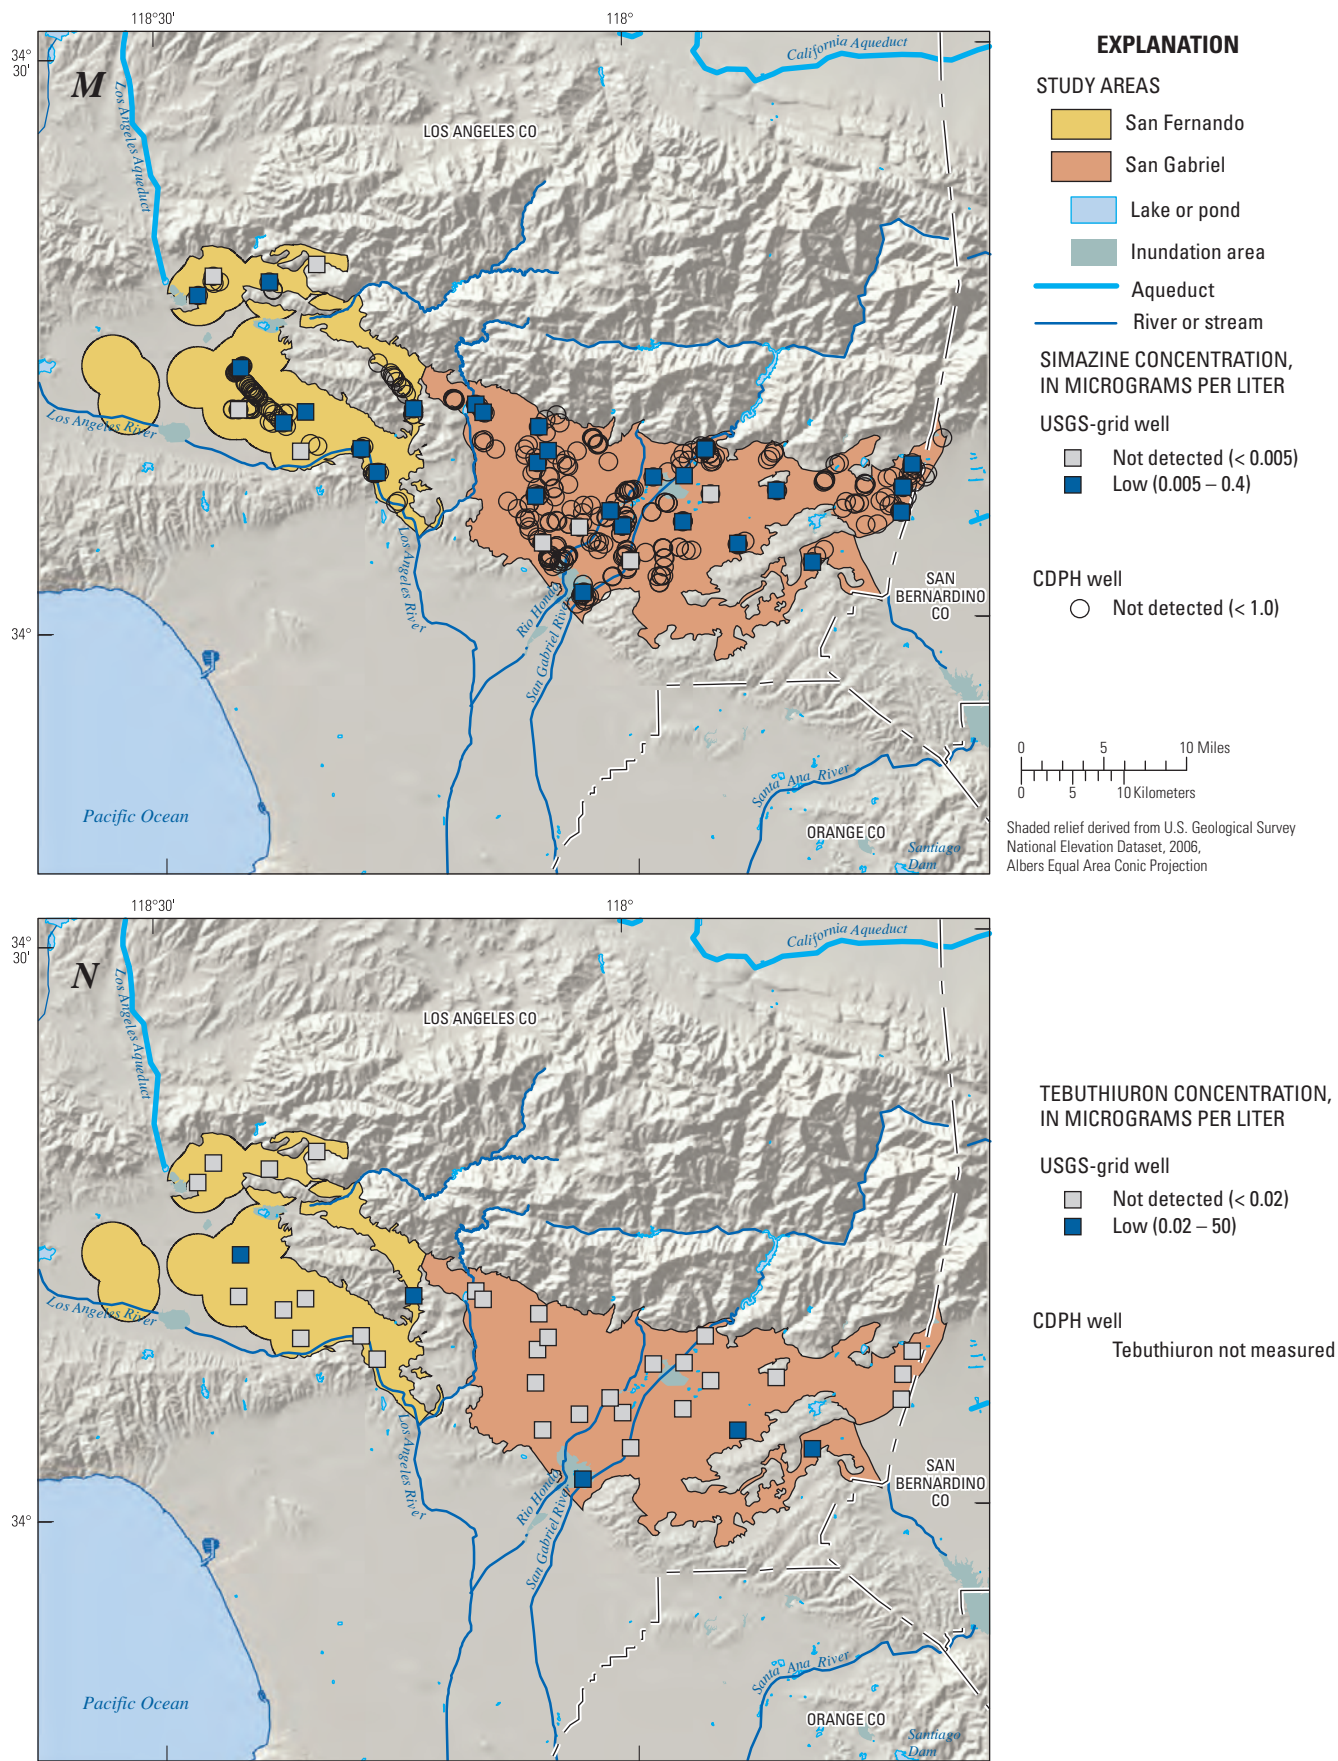 118°30'
118°
34°
30'
M
California Aqueduct
Los Angeles Aqueduct
LOS ANGELES CO
Los Angeles River
Los Angeles River
Rio Hondo
San Gabriel River
SAN
BERNARDINO
CO
34°
Pacific Ocean
Santa Ana River
ORANGE CO
Santiago
Dam
EXPLANATION
STUDY AREAS
San Fernando
San Gabriel
Lake or pond
Inundation area
Aqueduct
River or stream
SIMAZINE CONCENTRATION,
IN MICROGRAMS PER LITER
USGS-grid well
Not detected (< 0.005)
Low (0.005 – 0.4)
CDPH well
Not detected (< 1.0)
0 5 10 Miles
0 5 10 Kilometers
Shaded relief derived from U.S. Geological Survey
National Elevation Dataset, 2006,
Albers Equal Area Conic Projection
118°30'
118°
34°
30'
N
California Aqueduct
Los Angeles Aqueduct
LOS ANGELES CO
Los Angeles River
Los Angeles River
Rio Hondo
San Gabriel River
SAN
BERNARDINO
CO
34°
Pacific Ocean
Santa Ana River
ORANGE CO
Santiago
Dam
TEBUTHIURON CONCENTRATION,
IN MICROGRAMS PER LITER
USGS-grid well
Not detected (< 0.02)
Low (0.02 – 50)
CDPH well
Tebuthiuron not measured